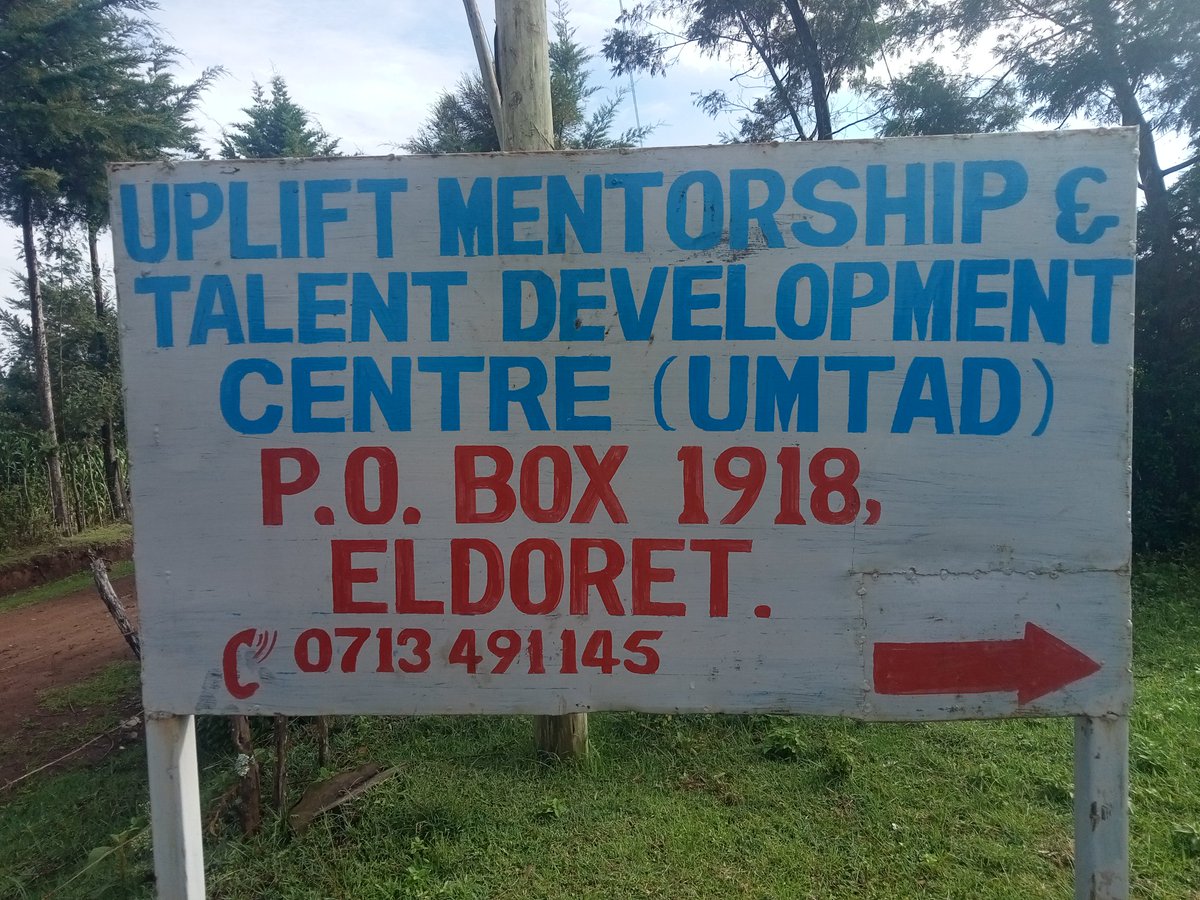 UPLIFT MENTORSHIP &
TALENT DEVELOPMENT
CENTRE (UMTAD)
P.O. BOX 1918,
ELDORET.
0713 491145